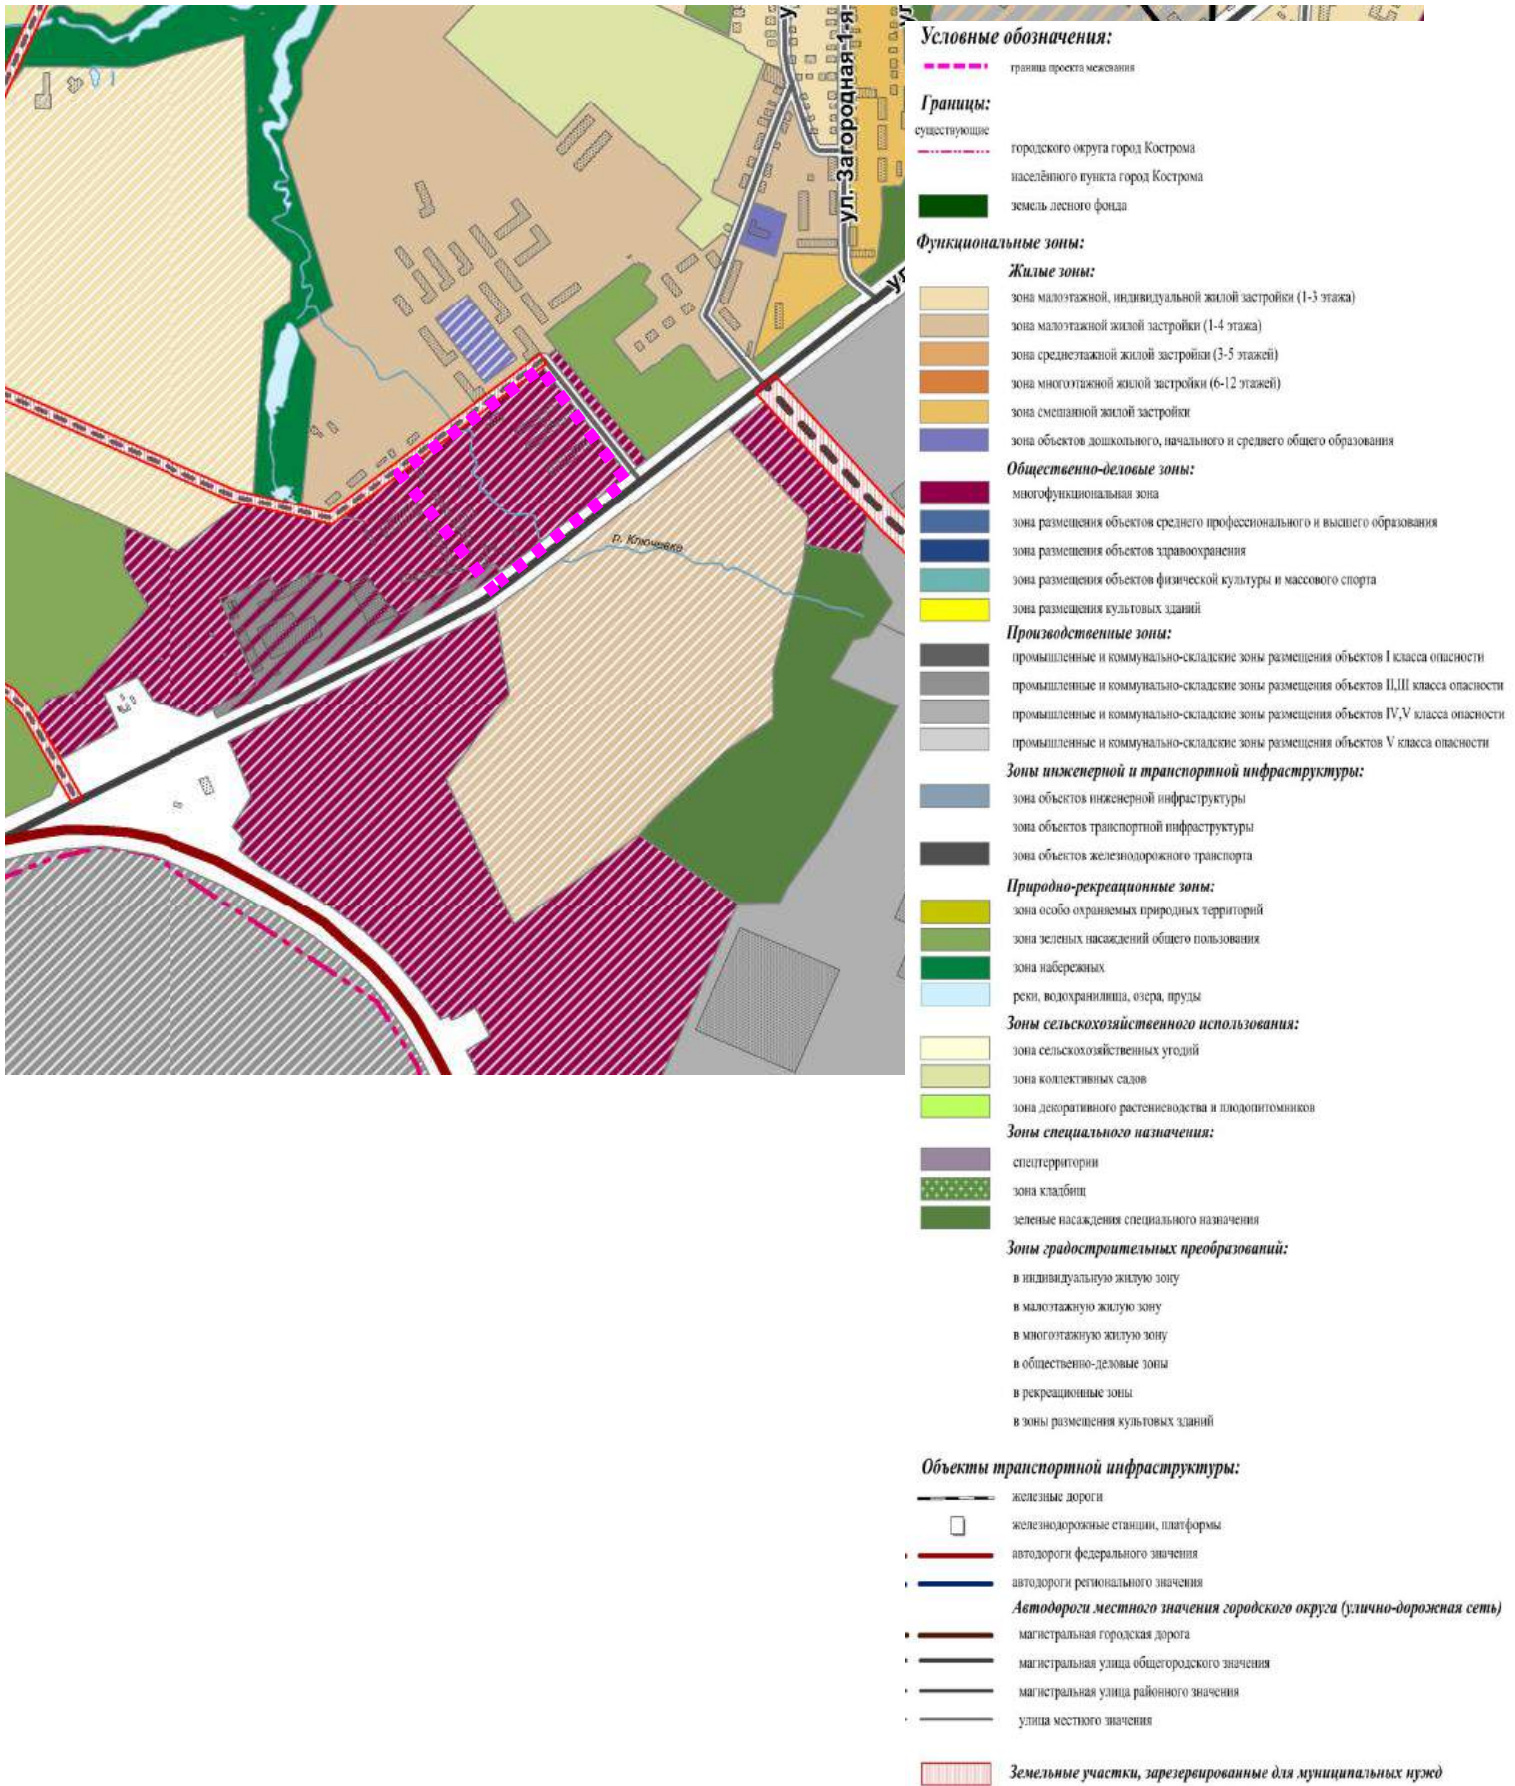 ул. Загородная 1-я
р. Ключевка
Условные обозначения:
граница проекта межевания
Границы:
существующие
городского округа город Кострома
населённого пункта город Кострома
земель лесного фонда
Функциональные зоны:
Жилые зоны:
зона малоэтажной, индивидуальной жилой застройки (1-3 этажа)
зона малоэтажной жилой застройки (1-4 этажа)
зона среднеэтажной жилой застройки (3-5 этажей)
зона многоэтажной жилой застройки (6-12 этажей)
зона смешанной жилой застройки
зона объектов дошкольного, начального и среднего общего образования
Общественно-деловые зоны:
многофункциональная зона
зона размещения объектов среднего профессионального и высшего образования
зона размещения объектов здравоохранения
зона размещения объектов физической культуры и массового спорта
зона размещения культовых зданий
Производственные зоны:
промышленные и коммунально-складские зоны размещения объектов I класса опасности
промышленные и коммунально-складские зоны размещения объектов II,III класса опасности
промышленные и коммунально-складские зоны размещения объектов IV,V класса опасности
промышленные и коммунально-складские зоны размещения объектов V класса опасности
Зоны инженерной и транспортной инфраструктуры:
зона объектов инженерной инфраструктуры
зона объектов транспортной инфраструктуры
зона объектов железнодорожного транспорта
Природно-рекреационные зоны:
зона особо охраняемых природных территорий
зона зеленых насаждений общего пользования
зона набережных
реки, водохранилища, озера, пруды
Зоны сельскохозяйственного использования:
зона сельскохозяйственных угодий
зона коллективных садов
зона декоративного растениеводства и плодопитомников
Зоны специального назначения:
спецтерритории
зона кладбищ
зеленые насаждения специального назначения
Зоны градостроительных преобразований:
в индивидуальную жилую зону
в малоэтажную жилую зону
в многоэтажную жилую зону
в общественно-деловые зоны
в рекреационные зоны
в зоны размещения культовых зданий
Объекты транспортной инфраструктуры:
железные дороги
железнодорожные станции, платформы
автодороги федерального значения
автодороги регионального значения
Автодороги местного значения городского округа (улично-дорожная сеть)
магистральная городская дорога
магистральная улица общегородского значения
магистральная улица районного значения
улица местного значения
Земельные участки, зарезервированные для муниципальных нужд